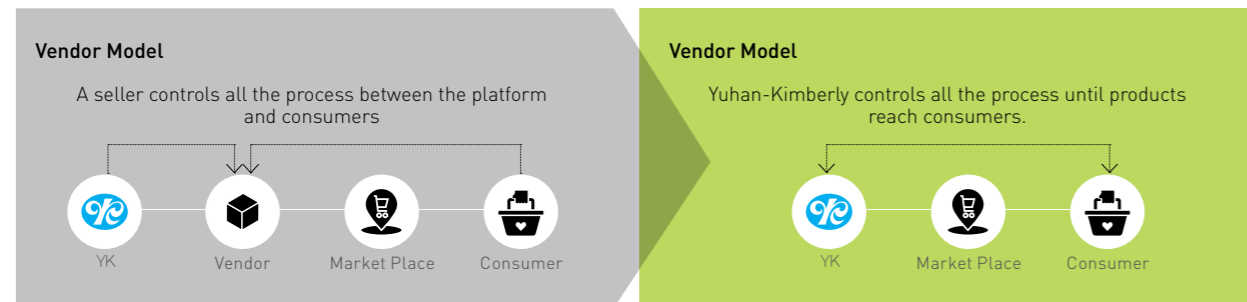 Vendor Model
A seller controls all the process between the platform
and consumers
YK
Vendor
Market Place
Consumer
Vendor Model
Yuhan-Kimberly controls all the process until products
reach consumers.
YK
Market Place
Consumer